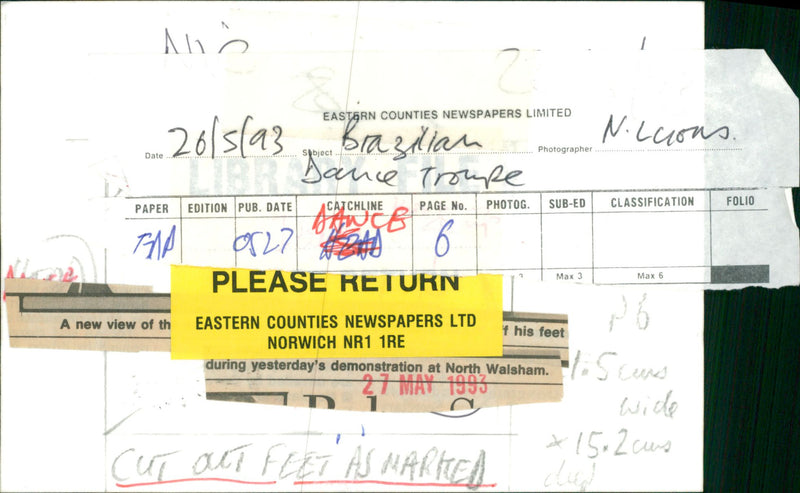 EASTERN COUNTIES NEWSPAPERS LIMITED
Date 26/5/93 Subject Brazilian Photographer N. Lyons.
Dance Troupe
LIBRARY FILE
PAPER EDITION PUB. DATE CATCHLINE PAGE No. PHOTOG. SUB-ED CLASSIFICATION FOLIO
DANCE
0527 6
Max 3 Max 6
PLEASE RETURN
EASTERN COUNTIES NEWSPAPERS LTD
NORWICH NR1 1RE
A new view of th
f his feet
during yesterday's demonstration at North Walsham.
27 MAY 1993
P6
1.5 cms
wide
x 15.2 cms
deep
CUT OUT FEET AS MARKED